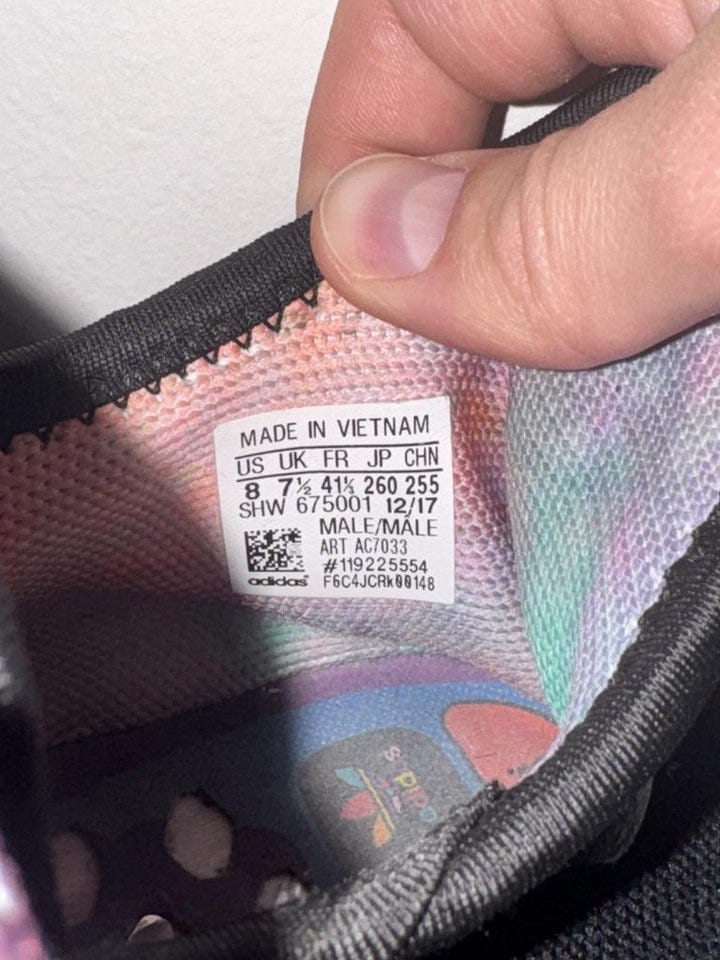 MADE IN VIETNAM
US UK FR JP CHN
8 7½ 41⅓ 260 255
SHW 675001 12/17
MALE/MÂLE
ART AC7033
#119225554
adidas F6C4JCRk00148